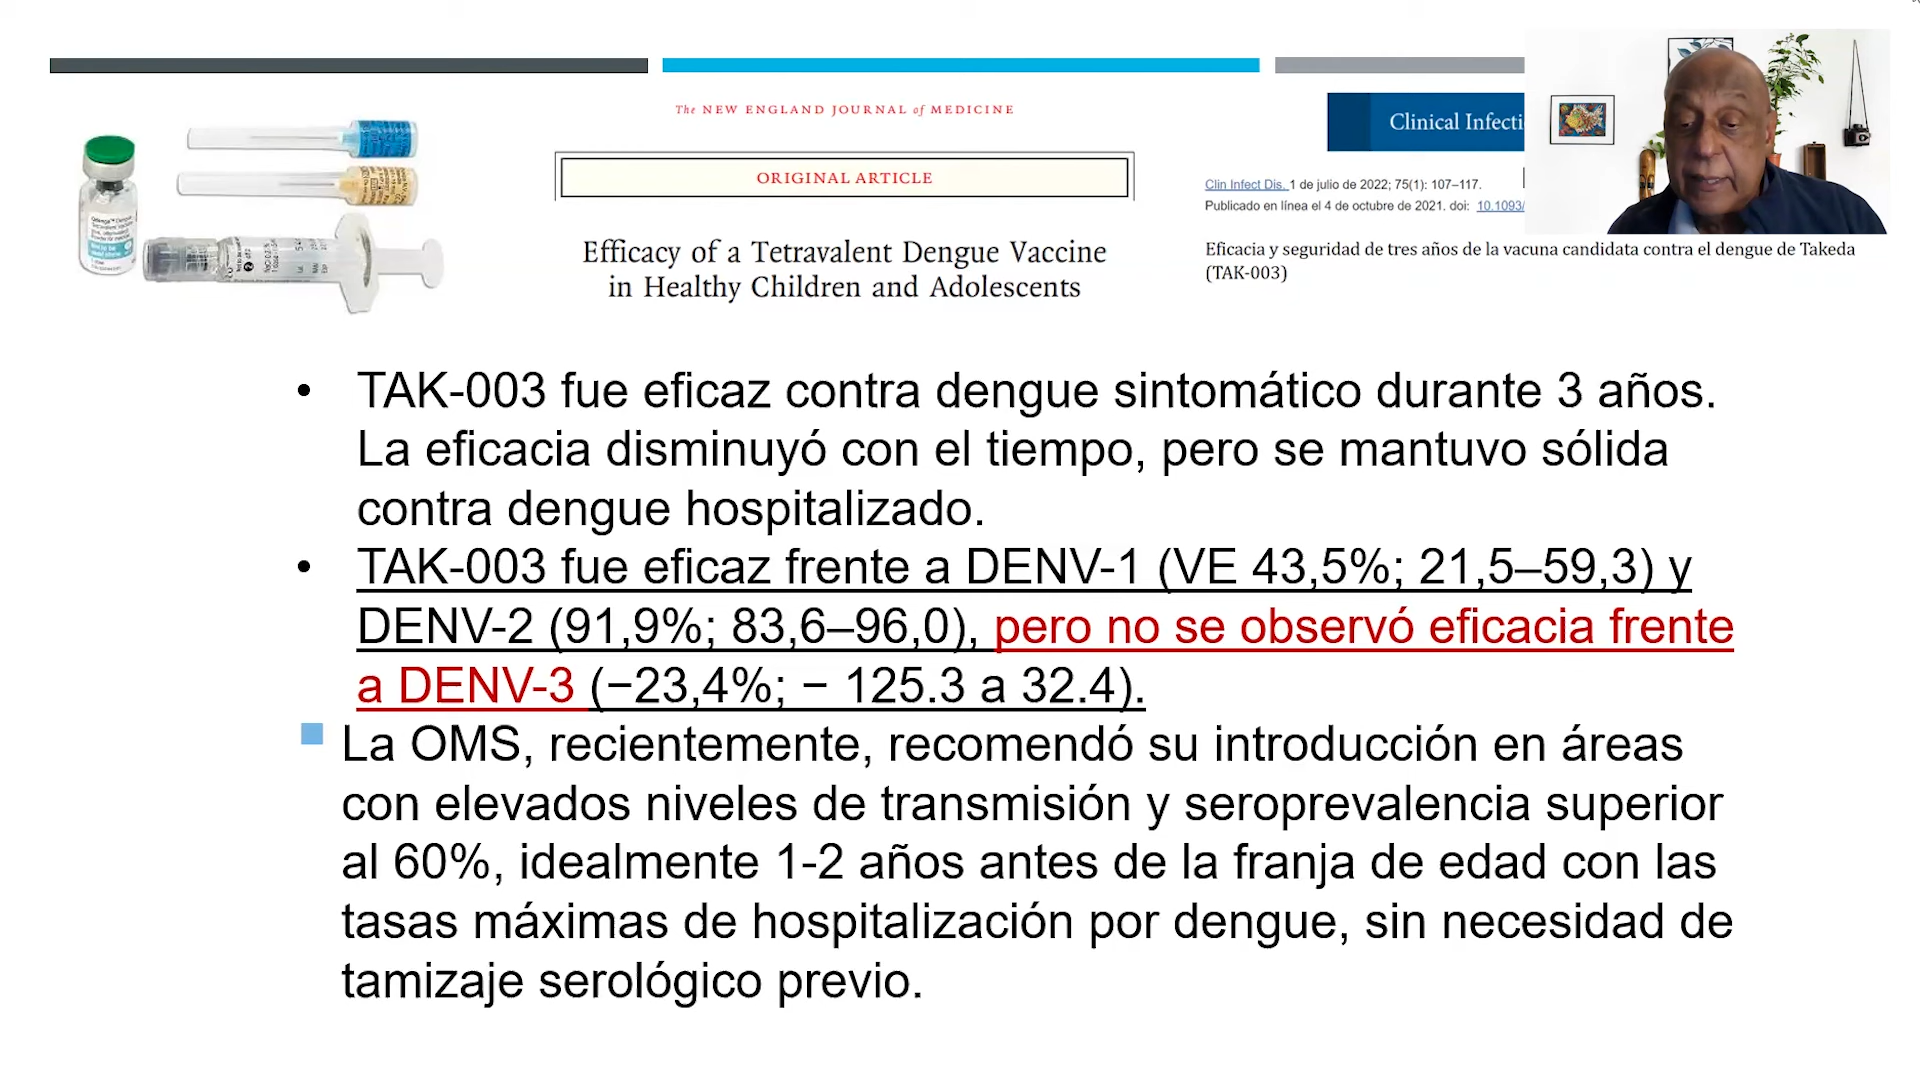 The NEW ENGLAND JOURNAL of MEDICINE
ORIGINAL ARTICLE
Efficacy of a Tetravalent Dengue Vaccine
in Healthy Children and Adolescents
Clinical Infecti
Clin Infect Dis. 1 de julio de 2022; 75(1): 107–117.
Publicado en línea el 4 de octubre de 2021. doi: 10.1093/
Eficacia y seguridad de tres años de la vacuna candidata contra el dengue de Takeda
(TAK-003)
• TAK-003 fue eficaz contra dengue sintomático durante 3 años.
La eficacia disminuyó con el tiempo, pero se mantuvo sólida
contra dengue hospitalizado.
• TAK-003 fue eficaz frente a DENV-1 (VE 43,5%; 21,5–59,3) y
DENV-2 (91,9%; 83,6–96,0), pero no se observó eficacia frente
a DENV-3 (−23,4%; − 125.3 a 32.4).
La OMS, recientemente, recomendó su introducción en áreas
con elevados niveles de transmisión y seroprevalencia superior
al 60%, idealmente 1-2 años antes de la franja de edad con las
tasas máximas de hospitalización por dengue, sin necesidad de
tamizaje serológico previo.